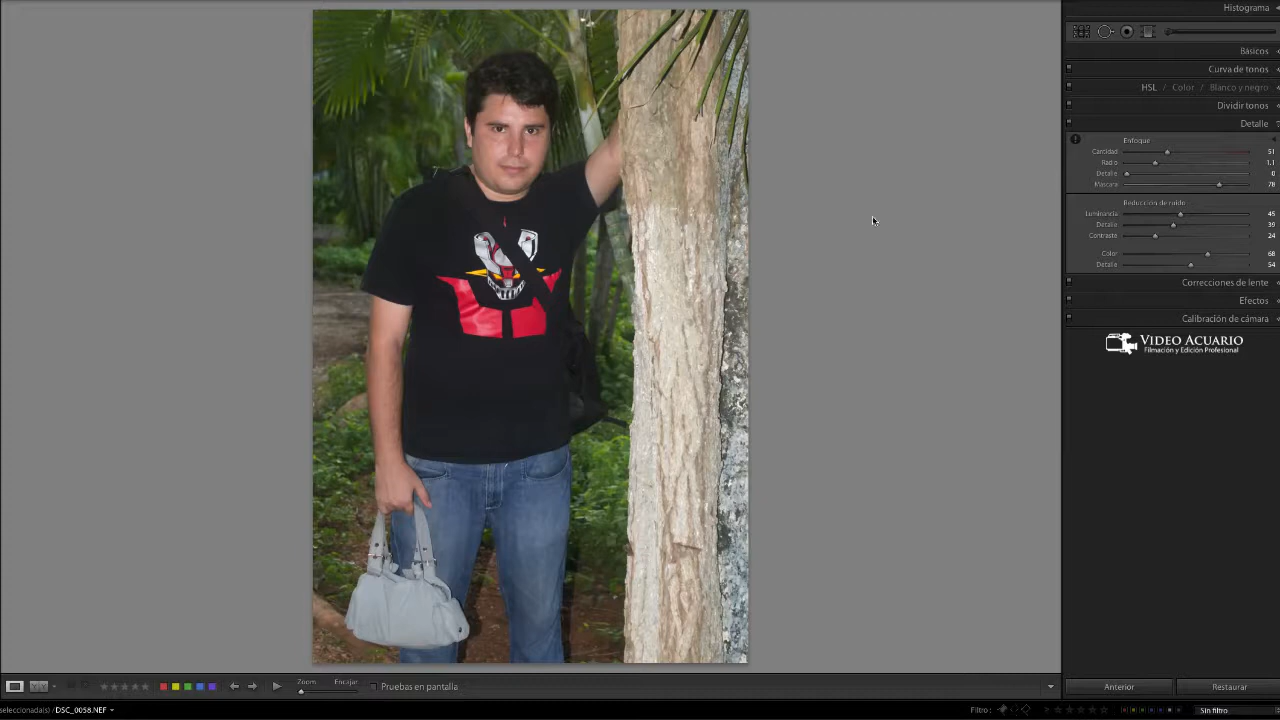 Histograma
Básicos
Curva de tonos
HSL / Color / Blanco y negro
Dividir tonos
Detalle
Enfoque
Cantidad 51
Radio 1.1
Detalle 0
Máscara 78
Reducción de ruido
Luminancia 45
Detalle 39
Contraste 24
Color 68
Detalle 54
Correcciones de lente
Efectos
Calibración de cámara
VIDEO ACUARIO
Filmación y Edición Profesional
Zoom Encajar Pruebas en pantalla
Anterior Restaurar
seleccionada(s) / DSC_0058.NEF
Filtro : Sin filtro